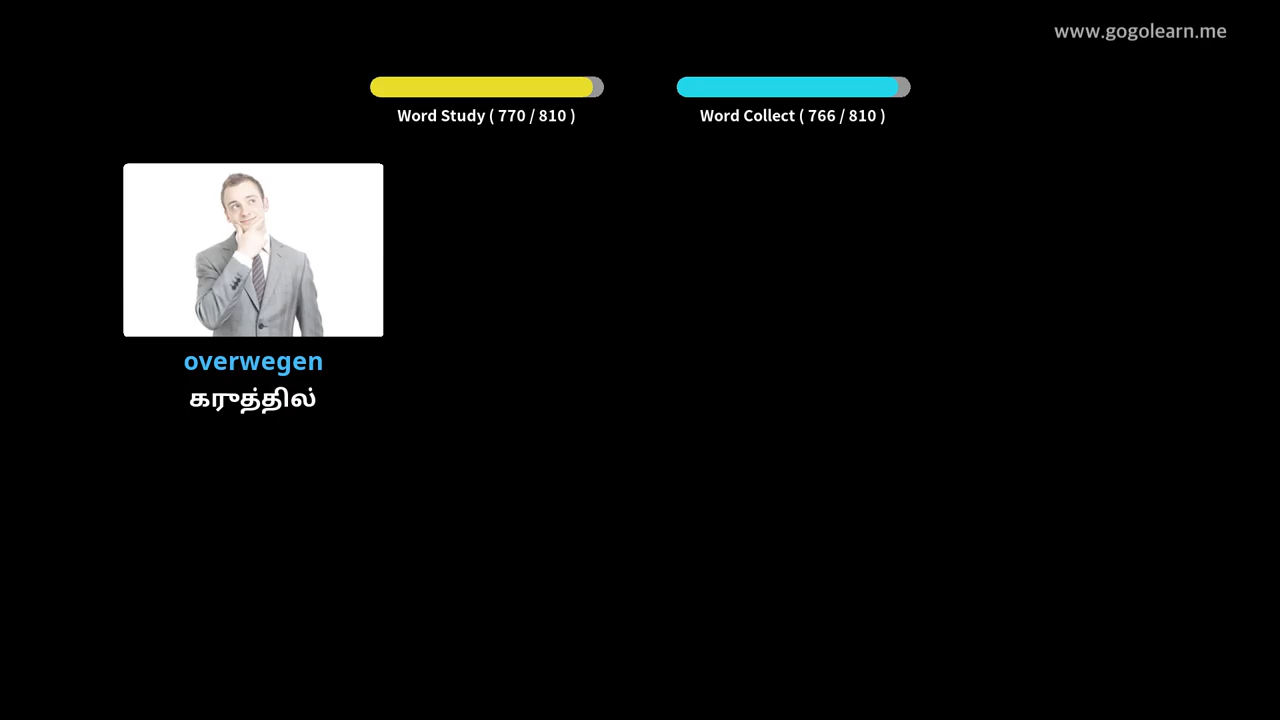 www.gogolearn.me
Word Study ( 770 / 810 )
Word Collect ( 766 / 810 )
overwegen
கருத்தில்